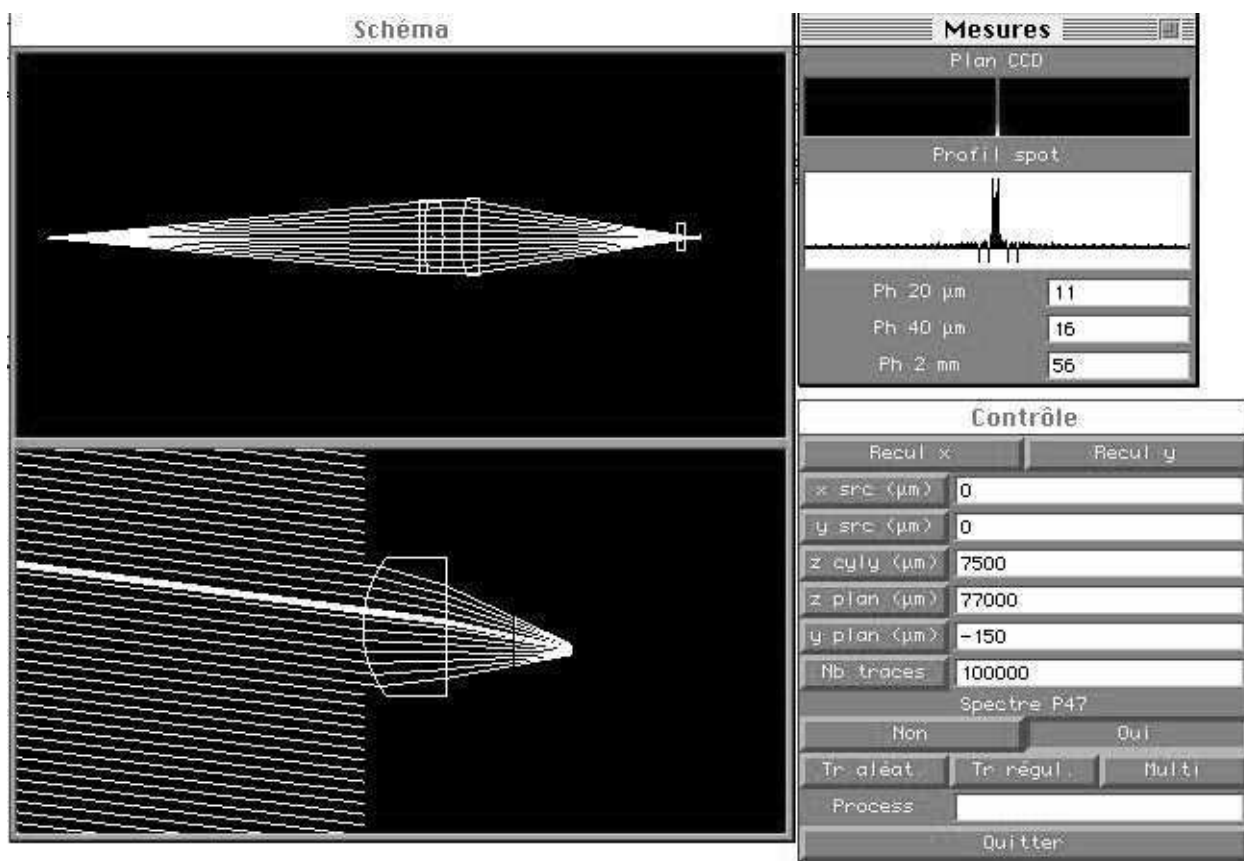 Schéma
Mesures
Plan CCD
Profil spot
Ph 20 µm 11
Ph 40 µm 16
Ph 2 mm 56
Contrôle
Recul x Recul y
x src (µm) 0
y src (µm) 0
z cyly (µm) 7500
z plan (µm) 77000
y plan (µm) -150
Nb traces 100000
Spectre P47
Non Oui
Tr aléat. Tr régul. Multi
Process
Quitter